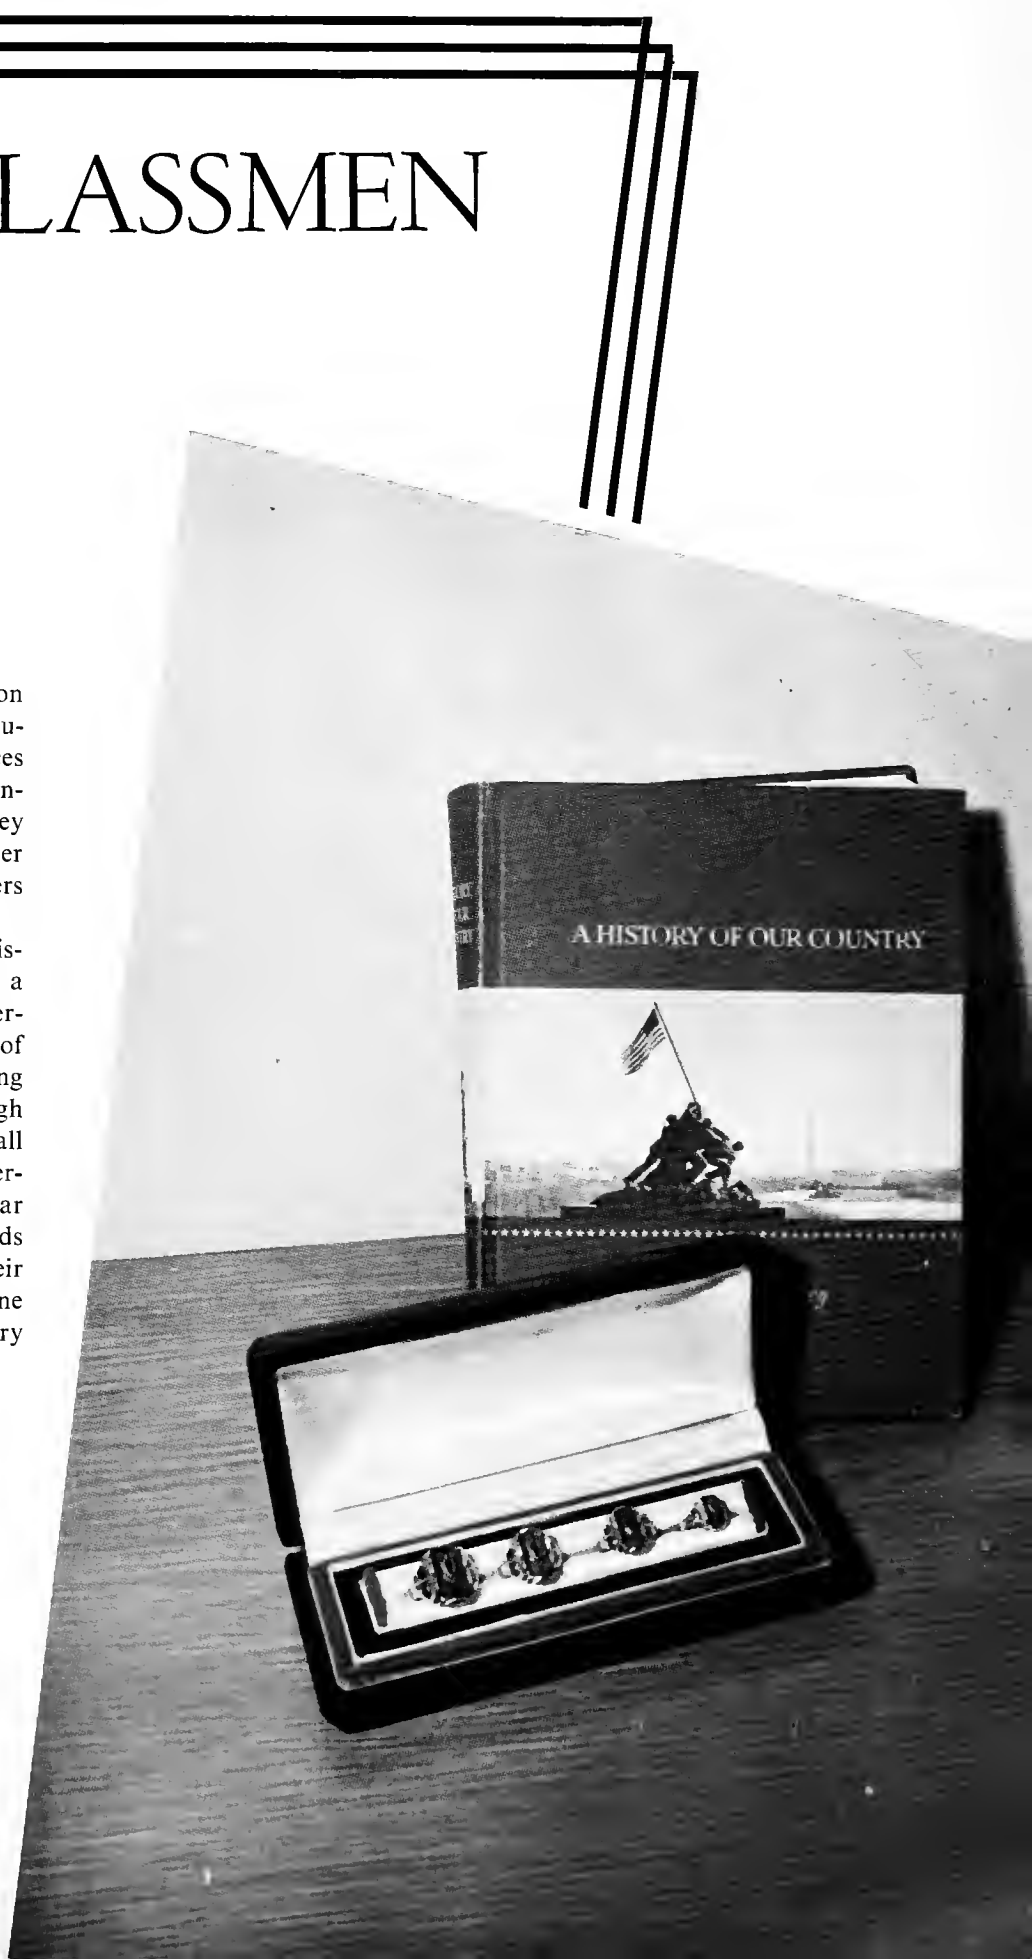 LASSMEN
on
u-
es
n-
ey
er
ers
is-
a
er-
of
ng
gh
all
er-
ar
ds
eir
ne
ry
A HISTORY OF OUR COUNTRY